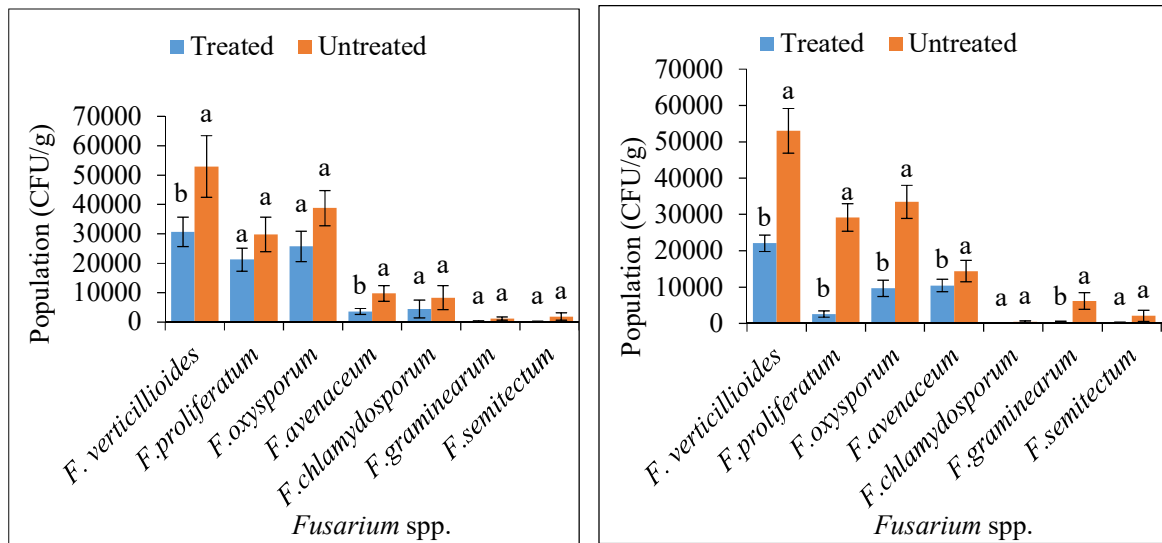 Treated Untreated
Population (CFU/g)
70000
60000
50000
40000
30000
20000
10000
0
b a a a a a a a a a a a a a
F. verticillioides
F.proliferatum
F.oxysporum
F.avenaceum
F.chlamydosporum
F.graminearum
F.semitectum
Fusarium spp.
Treated Untreated
Population (CFU/g)
70000
60000
50000
40000
30000
20000
10000
0
b a b a b a b a a a b a a a
F. verticillioides
F.proliferatum
F.oxysporum
F.avenaceum
F.chlamydosporum
F.graminearum
F.semitectum
Fusarium spp.